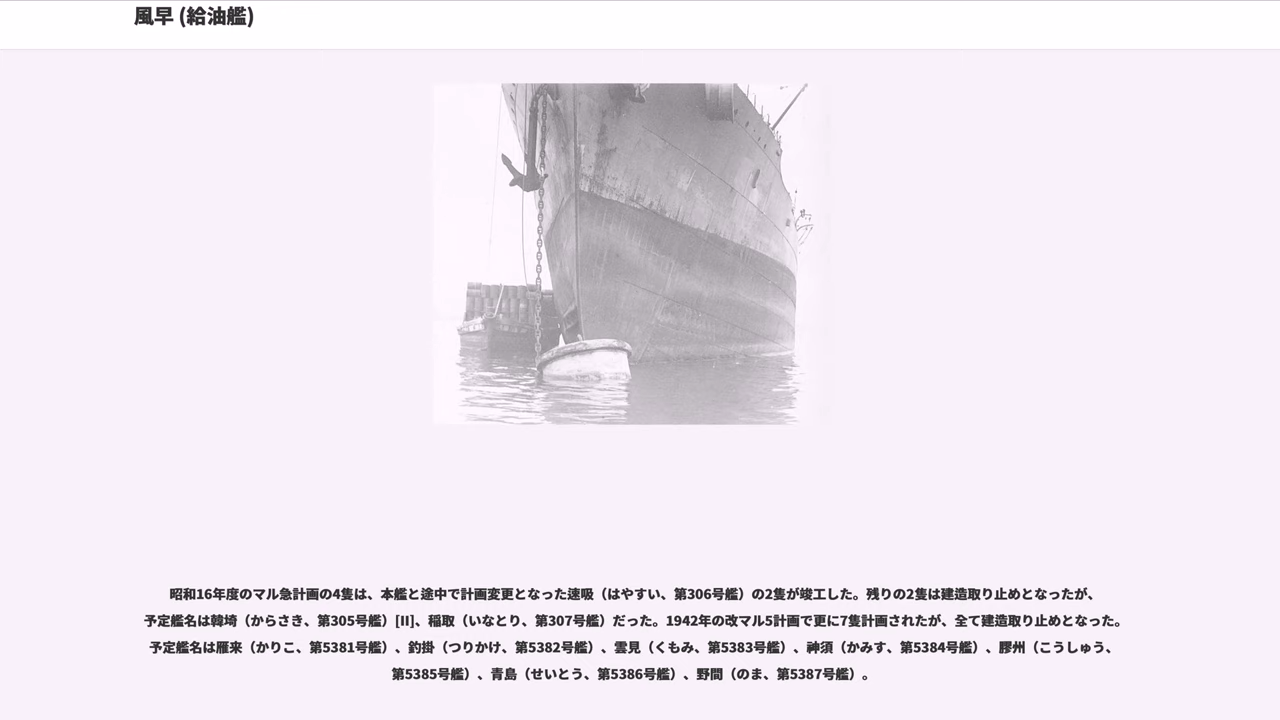 風早 (給油艦)
昭和16年度のマル急計画の4隻は、本艦と途中で計画変更となった速吸（はやすい、第306号艦）の2隻が竣工した。残りの2隻は建造取り止めとなったが、
予定艦名は韓埼（からさき、第305号艦）[II]、稲取（いなとり、第307号艦）だった。1942年の改マル5計画で更に7隻計画されたが、全て建造取り止めとなった。
予定艦名は雁来（かりこ、第5381号艦）、釣掛（つりかけ、第5382号艦）、雲見（くもみ、第5383号艦）、神須（かみす、第5384号艦）、膠州（こうしゅう、
第5385号艦）、青島（せいとう、第5386号艦）、野間（のま、第5387号艦）。